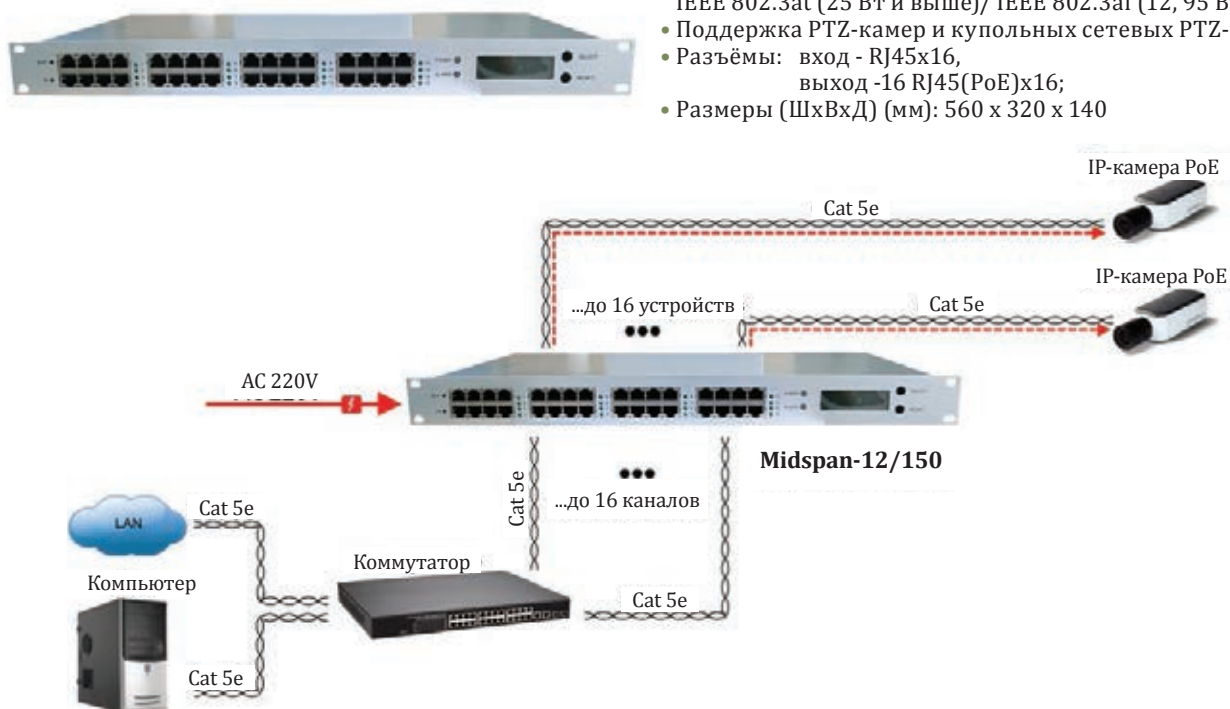 IEEE 802.3at (25 Вт и выше)/ IEEE 802.3af (12, 95 В
• Поддержка PTZ-камер и купольных сетевых PTZ-
• Разъёмы: вход - RJ45x16,
выход -16 RJ45(PoE)x16;
• Размеры (ШхВхД) (мм): 560 x 320 x 140
IP-камера PoE
Cat 5e
IP-камера PoE
...до 16 устройств
Cat 5e
AC 220V
Midspan-12/150
Cat 5e
...до 16 каналов
LAN
Cat 5e
Коммутатор
Компьютер
Cat 5e
Cat 5e